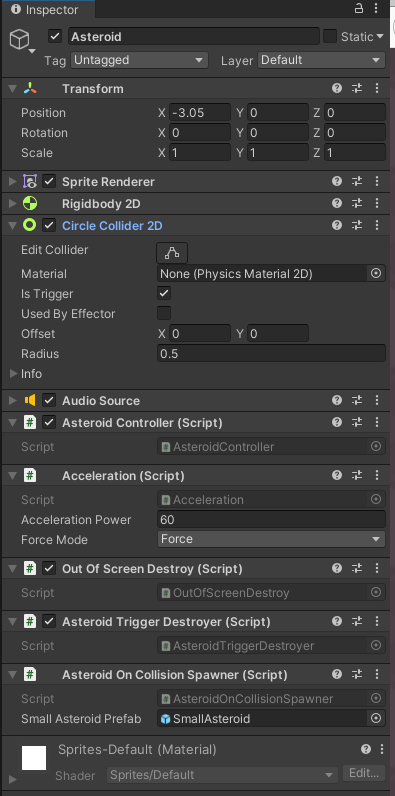 Inspector
Asteroid Static
Tag Untagged Layer Default
Transform
Position X -3.05 Y 0 Z 0
Rotation X 0 Y 0 Z 0
Scale X 1 Y 1 Z 1
Sprite Renderer
Rigidbody 2D
Circle Collider 2D
Edit Collider
Material None (Physics Material 2D)
Is Trigger
Used By Effector
Offset X 0 Y 0
Radius 0.5
Info
Audio Source
# Asteroid Controller (Script)
Script # AsteroidController
# Acceleration (Script)
Script # Acceleration
Acceleration Power 60
Force Mode Force
# Out Of Screen Destroy (Script)
Script # OutOfScreenDestroy
# Asteroid Trigger Destroyer (Script)
Script # AsteroidTriggerDestroyer
# Asteroid On Collision Spawner (Script)
Script # AsteroidOnCollisionSpawner
Small Asteroid Prefab SmallAsteroid
Sprites-Default (Material)
Shader Sprites/Default Edit...